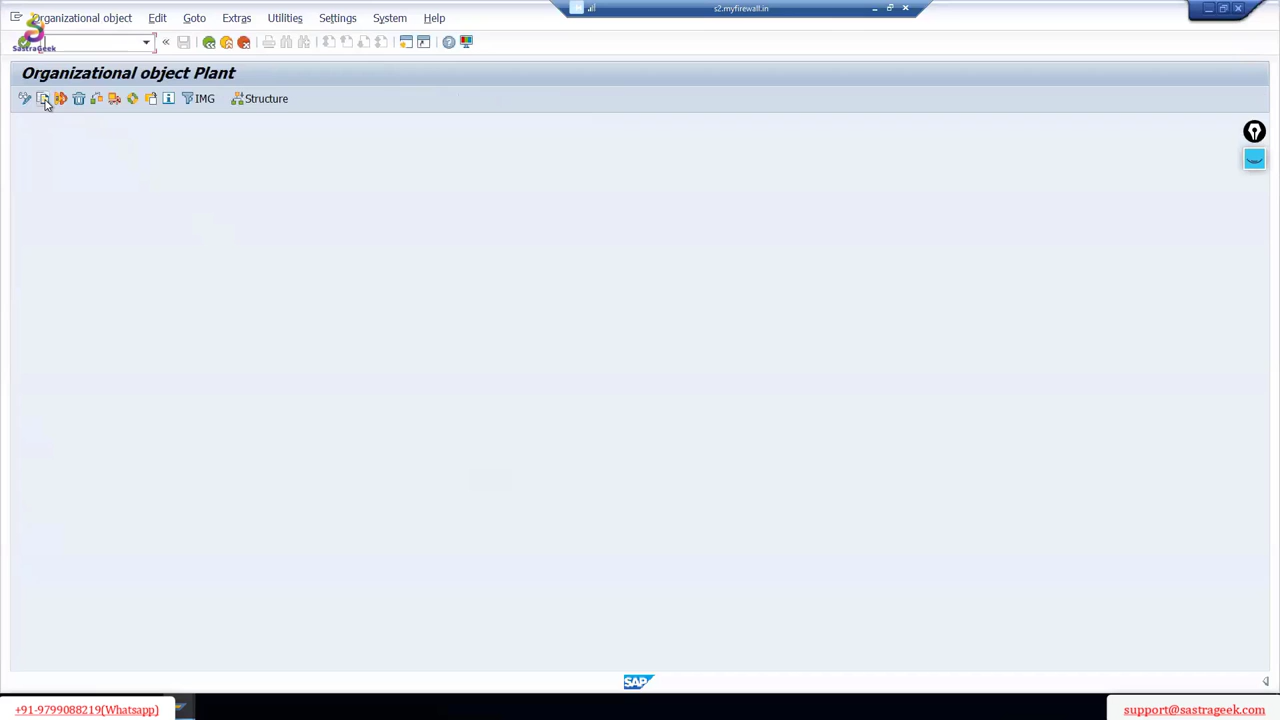 s2.myfirewall.in
Organizational object Edit Goto Extras Utilities Settings System Help
SastraGeek
Organizational object Plant
IMG Structure
SAP
+91-9799088219(Whatsapp)
support@sastrageek.com